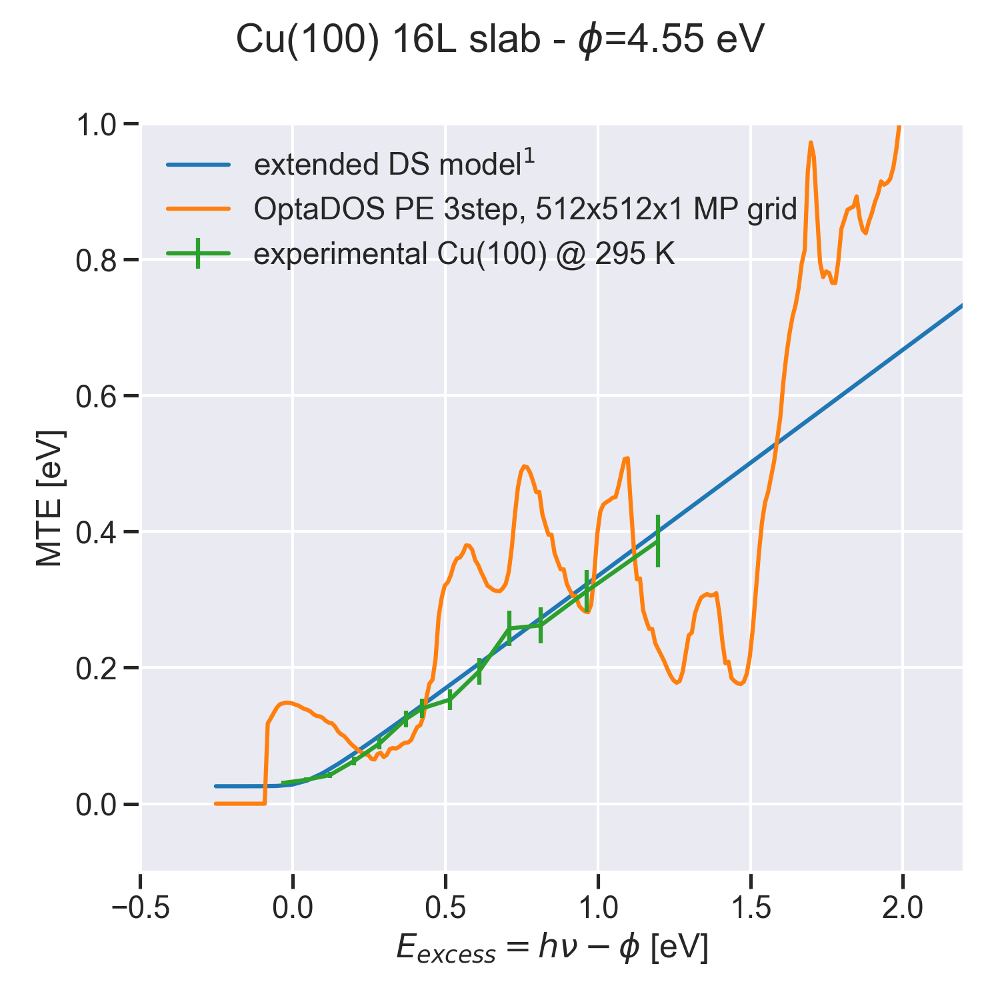 Cu(100) 16L slab - ϕ=4.55 eV
1.0
extended DS model¹
OptaDOS PE 3step, 512x512x1 MP grid
experimental Cu(100) @ 295 K
0.8
0.6
MTE [eV]
0.4
0.2
0.0
−0.5 0.0 0.5 1.0 1.5 2.0
E_excess = hν − ϕ [eV]